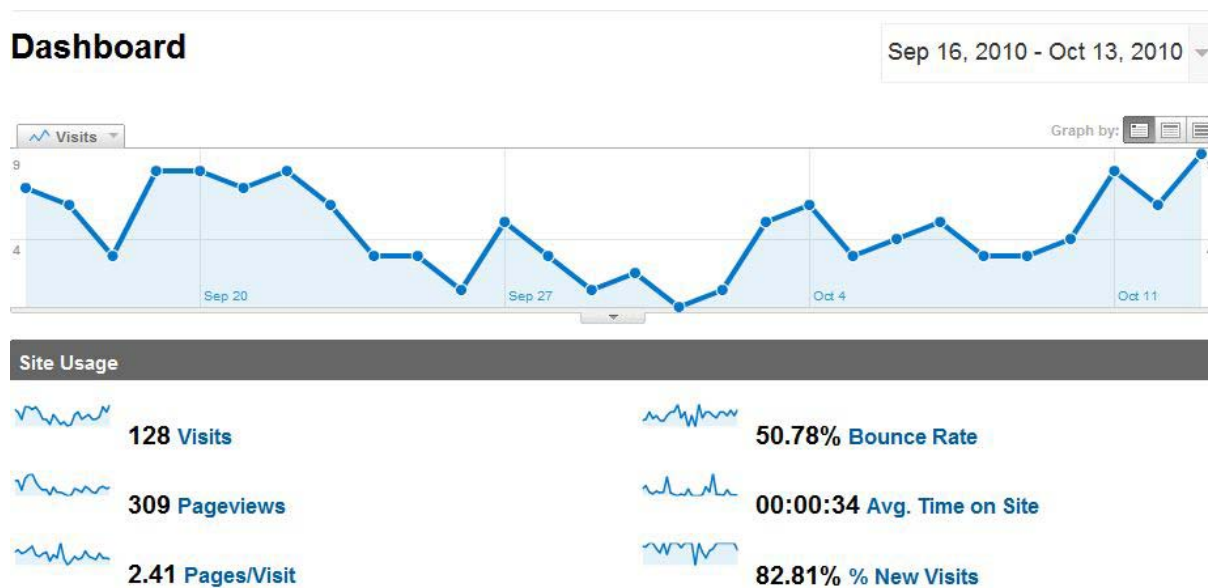 Dashboard
Sep 16, 2010 - Oct 13, 2010
Visits
Graph by:
9
4
Sep 20
Sep 27
Oct 4
Oct 11
Site Usage
128 Visits
50.78% Bounce Rate
309 Pageviews
00:00:34 Avg. Time on Site
2.41 Pages/Visit
82.81% % New Visits